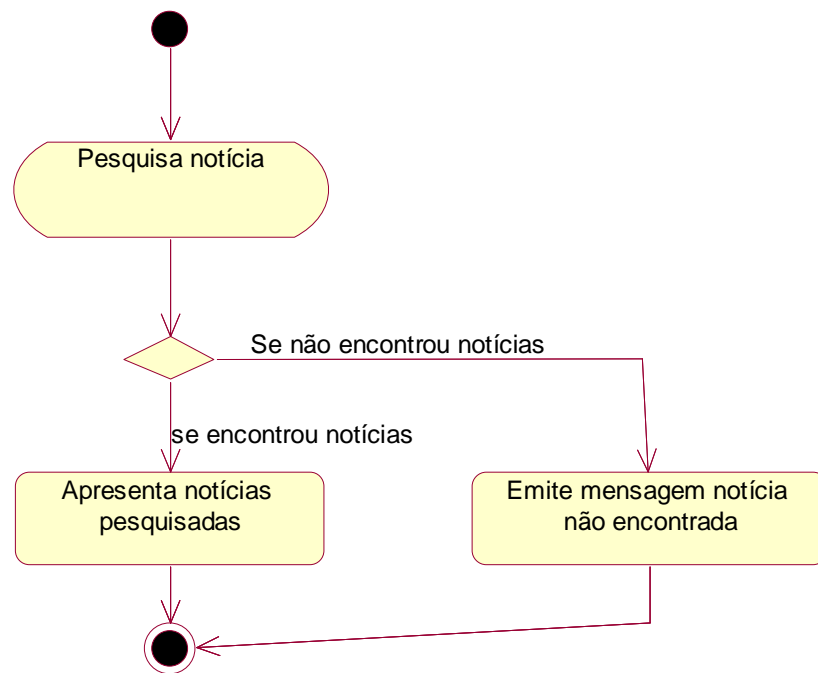 Pesquisa notícia
Se não encontrou notícias
se encontrou notícias
Apresenta notícias
pesquisadas
Emite mensagem notícia
não encontrada